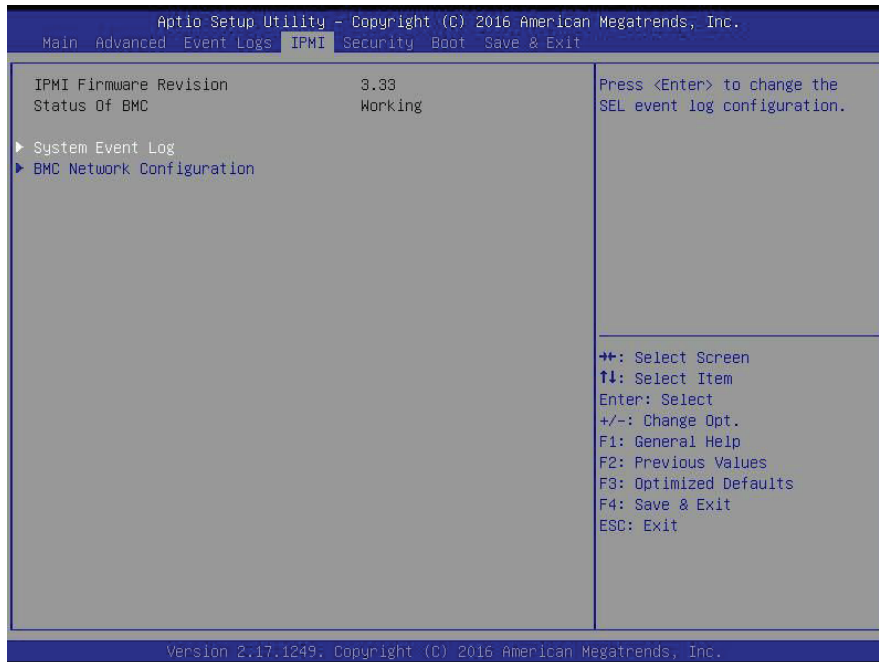 Aptio Setup Utility – Copyright (C) 2016 American Megatrends, Inc.
Main Advanced Event Logs IPMI Security Boot Save & Exit
IPMI Firmware Revision 3.33
Status Of BMC Working
System Event Log
BMC Network Configuration
Press <Enter> to change the
SEL event log configuration.
→←: Select Screen
↑↓: Select Item
Enter: Select
+/-: Change Opt.
F1: General Help
F2: Previous Values
F3: Optimized Defaults
F4: Save & Exit
ESC: Exit
Version 2.17.1249. Copyright (C) 2016 American Megatrends, Inc.